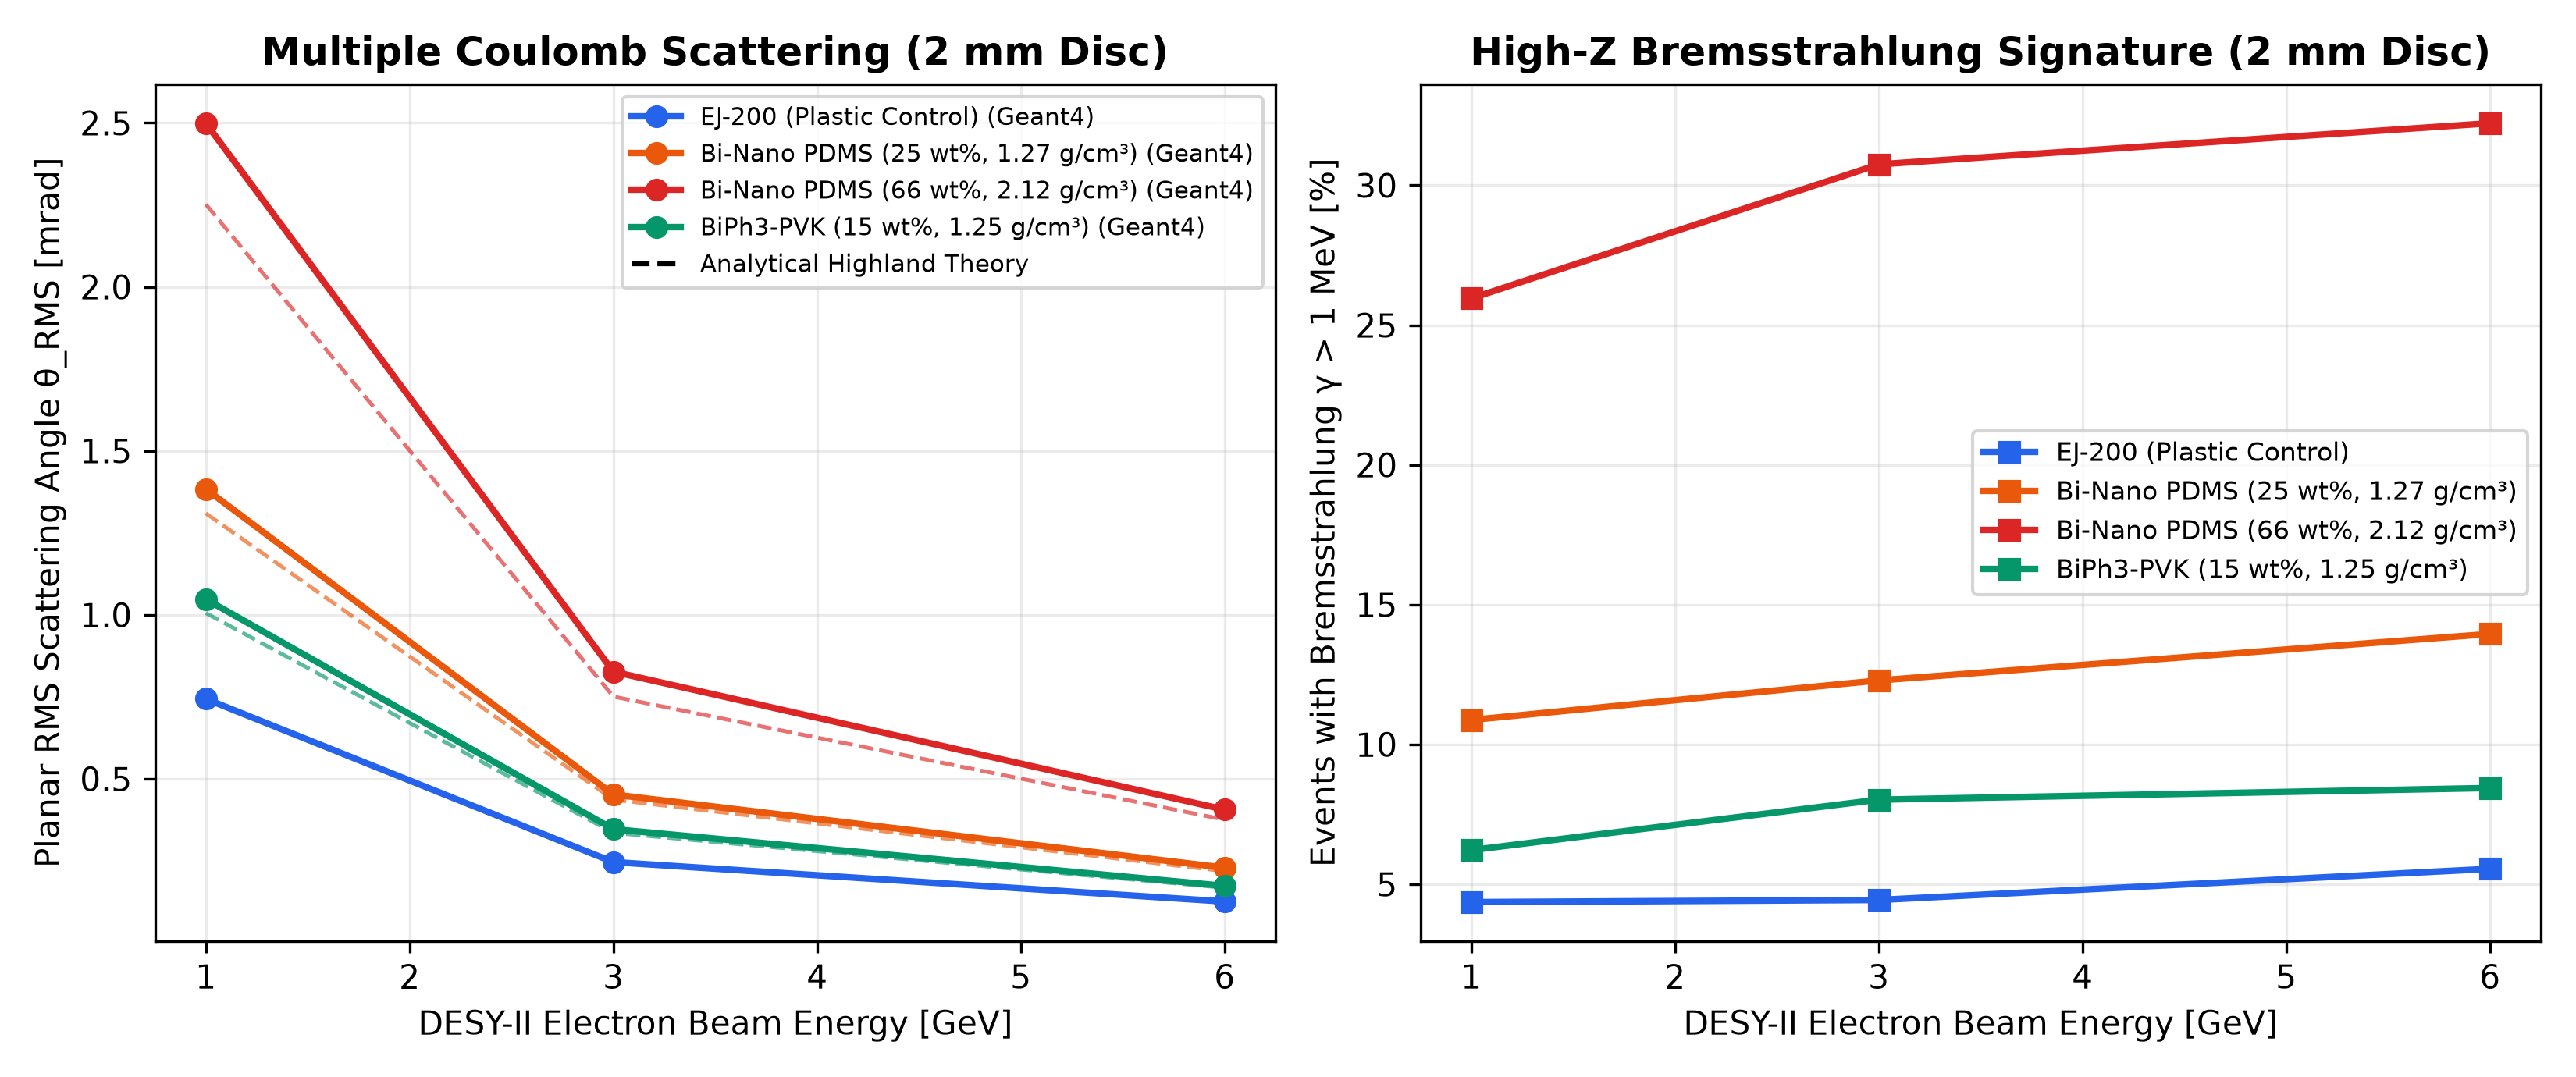 Multiple Coulomb Scattering (2 mm Disc)
Planar RMS Scattering Angle θ_RMS [mrad]
2.5
2.0
1.5
1.0
0.5
EJ-200 (Plastic Control) (Geant4)
Bi-Nano PDMS (25 wt%, 1.27 g/cm³) (Geant4)
Bi-Nano PDMS (66 wt%, 2.12 g/cm³) (Geant4)
BiPh3-PVK (15 wt%, 1.25 g/cm³) (Geant4)
Analytical Highland Theory
1 2 3 4 5 6
DESY-II Electron Beam Energy [GeV]
High-Z Bremsstrahlung Signature (2 mm Disc)
Events with Bremsstrahlung γ > 1 MeV [%]
30
25
20
15
10
5
EJ-200 (Plastic Control)
Bi-Nano PDMS (25 wt%, 1.27 g/cm³)
Bi-Nano PDMS (66 wt%, 2.12 g/cm³)
BiPh3-PVK (15 wt%, 1.25 g/cm³)
1 2 3 4 5 6
DESY-II Electron Beam Energy [GeV]